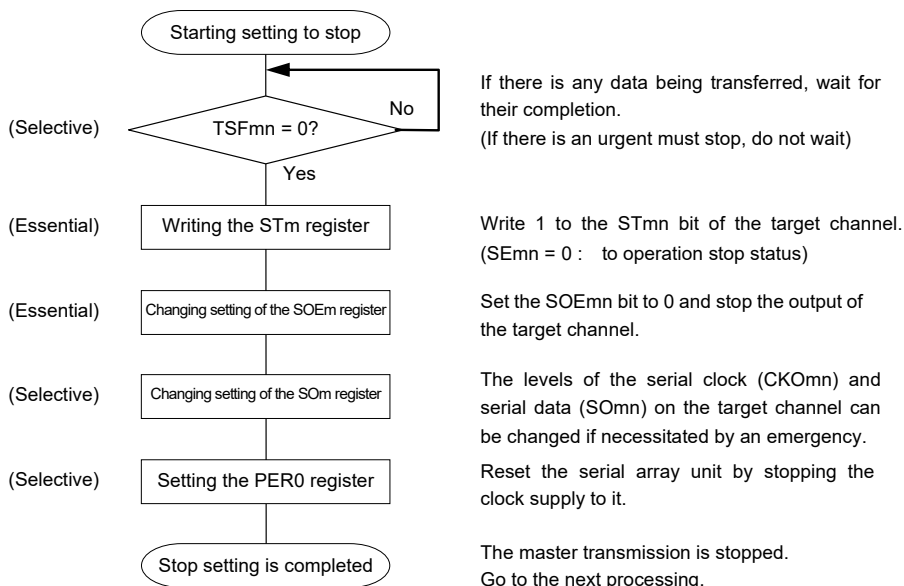 Starting setting to stop
If there is any data being transferred, wait for
their completion.
(If there is an urgent must stop, do not wait)
(Selective)
TSFmn = 0?
No
Yes
(Essential)
Writing the STm register
Write 1 to the STmn bit of the target channel.
(SEmn = 0 : to operation stop status)
(Essential)
Changing setting of the SOEm register
Set the SOEmn bit to 0 and stop the output of
the target channel.
(Selective)
Changing setting of the SOm register
The levels of the serial clock (CKOmn) and
serial data (SOmn) on the target channel can
be changed if necessitated by an emergency.
(Selective)
Setting the PER0 register
Reset the serial array unit by stopping the
clock supply to it.
Stop setting is completed
The master transmission is stopped.
Go to the next processing.